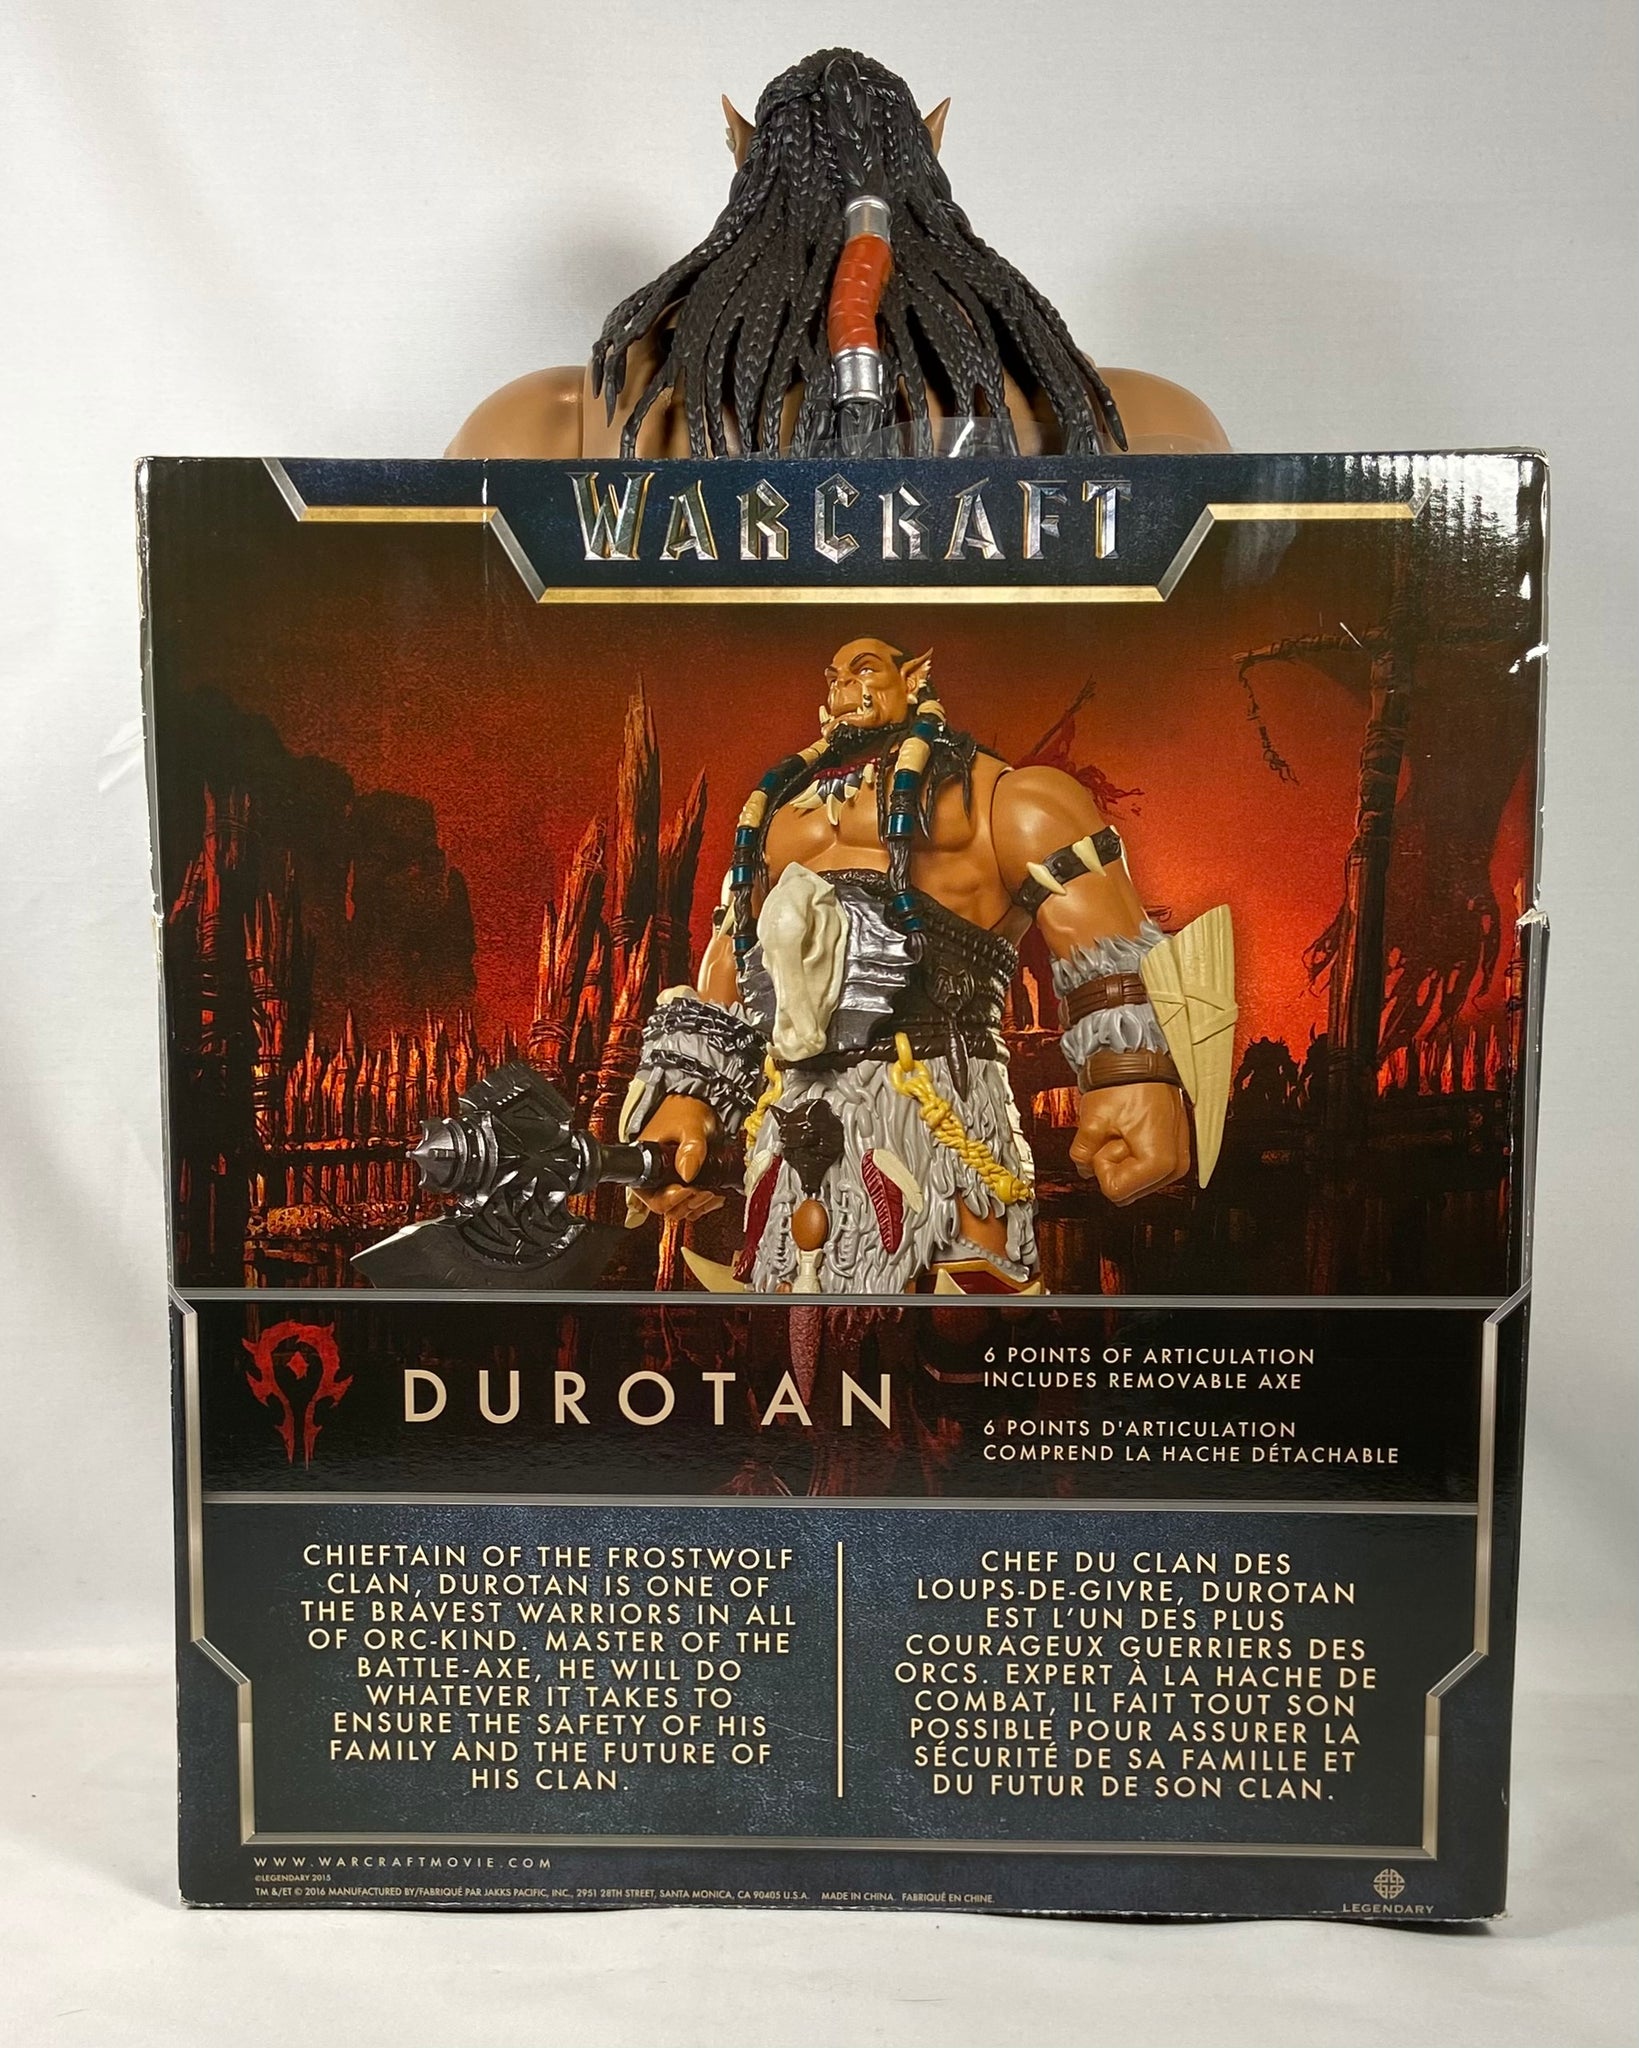 WARCRAFT
DUROTAN
6 POINTS OF ARTICULATION
INCLUDES REMOVABLE AXE
6 POINTS D'ARTICULATION
COMPREND LA HACHE DÉTACHABLE
CHIEFTAIN OF THE FROSTWOLF
CLAN, DUROTAN IS ONE OF
THE BRAVEST WARRIORS IN ALL
OF ORC-KIND. MASTER OF THE
BATTLE-AXE, HE WILL DO
WHATEVER IT TAKES TO
ENSURE THE SAFETY OF HIS
FAMILY AND THE FUTURE OF
HIS CLAN.
CHEF DU CLAN DES
LOUPS-DE-GIVRE, DUROTAN
EST L'UN DES PLUS
COURAGEUX GUERRIERS DES
ORCS. EXPERT À LA HACHE DE
COMBAT, IL FAIT TOUT SON
POSSIBLE POUR ASSURER LA
SÉCURITÉ DE SA FAMILLE ET
DU FUTUR DE SON CLAN.
WWW.WARCRAFTMOVIE.COM
©LEGENDARY 2015
TM &/ET © 2016 MANUFACTURED BY/FABRIQUÉ PAR JAKKS PACIFIC, INC., 2951 28TH STREET, SANTA MONICA, CA 90405 U.S.A. MADE IN CHINA. FABRIQUÉ EN CHINE.
LEGENDARY